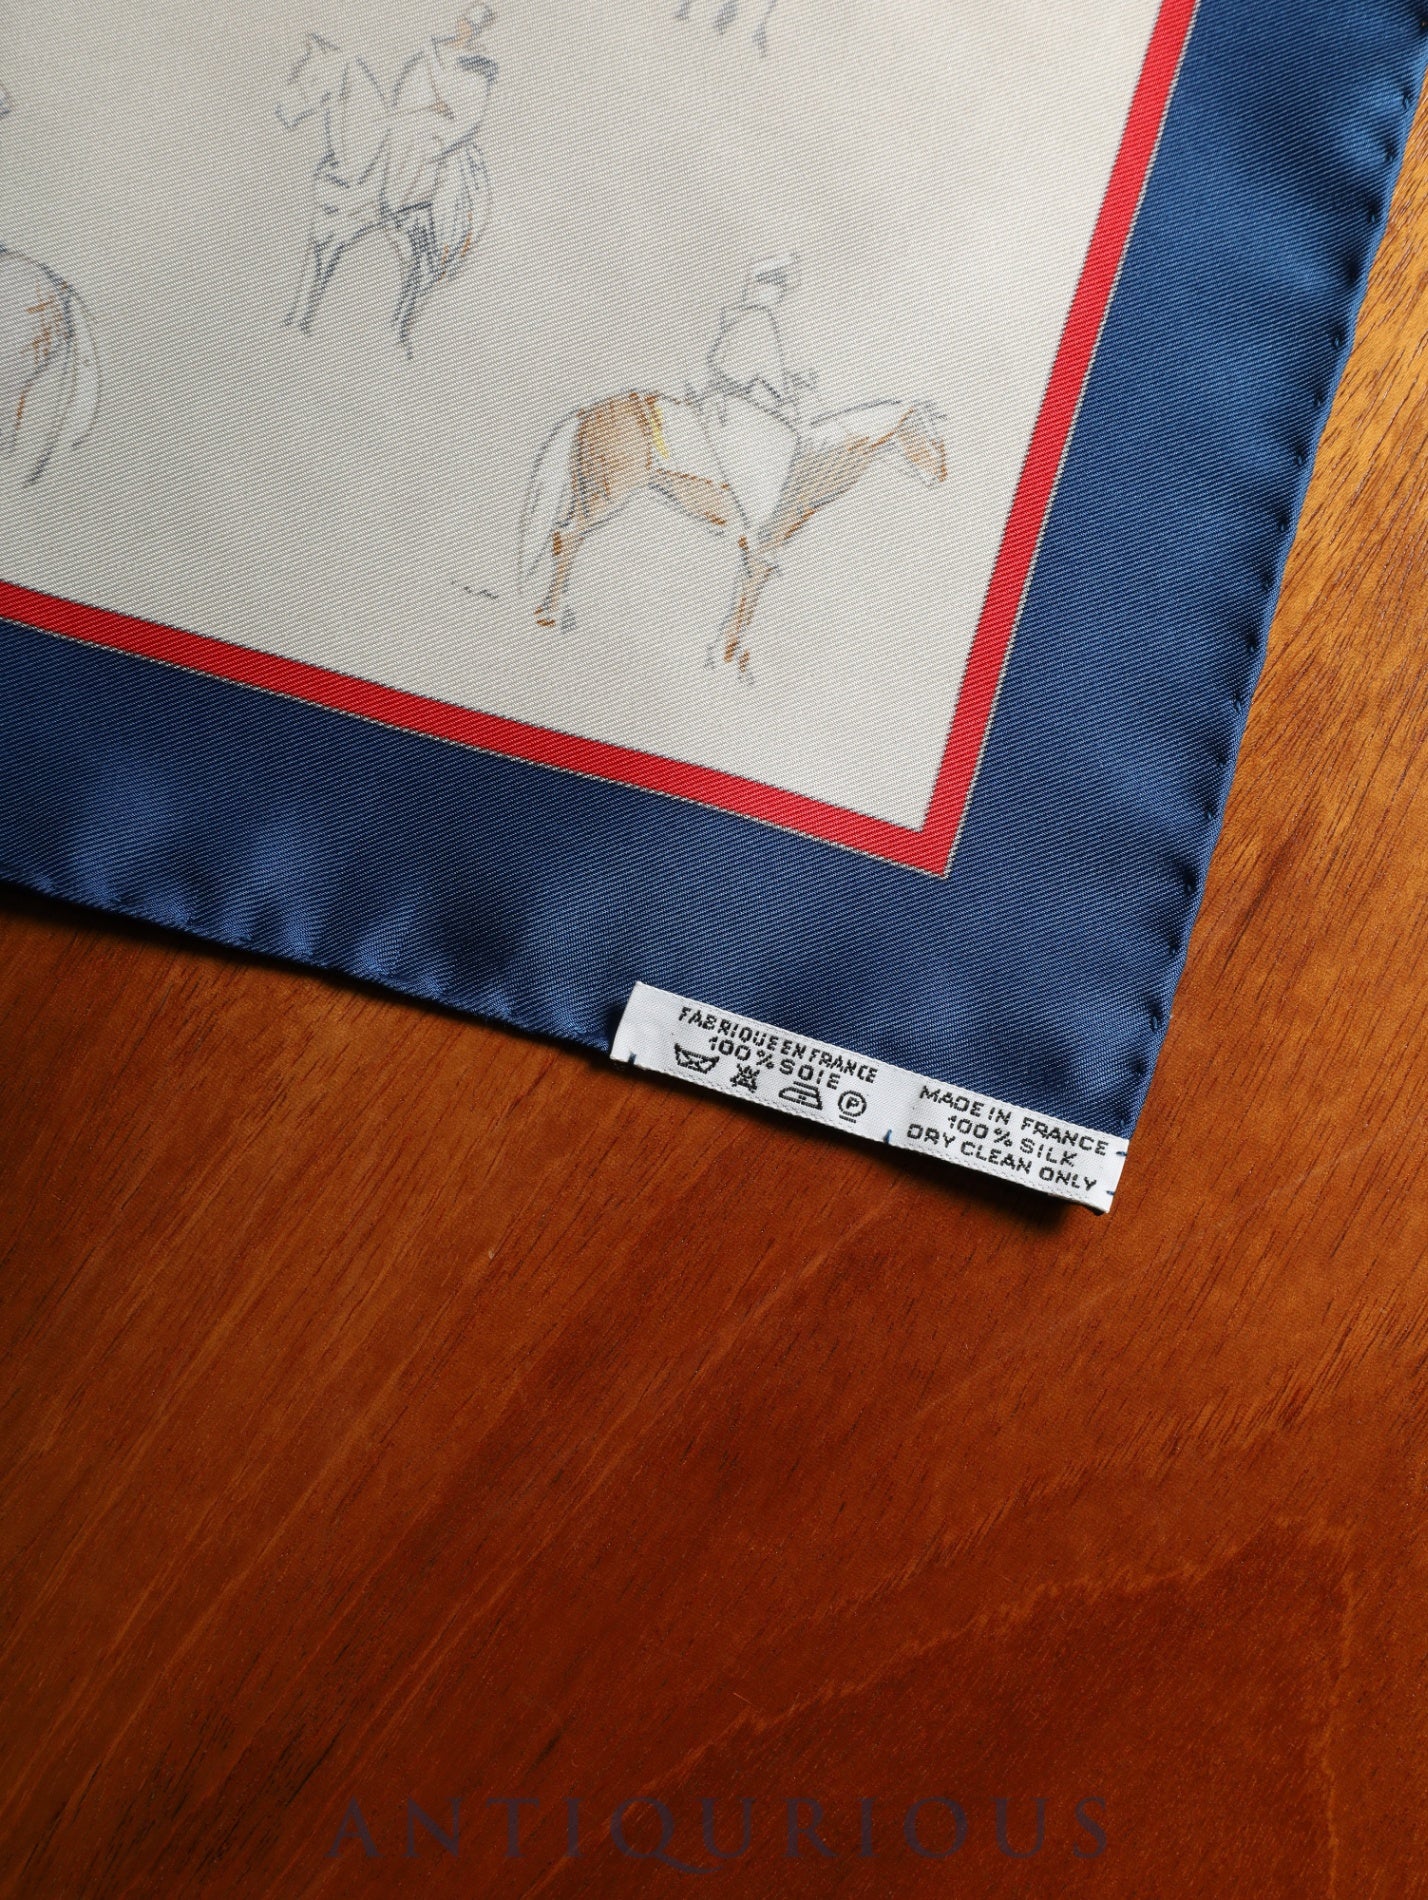 FABRIQUE EN FRANCE
100% SOIE
P
MADE IN FRANCE
100% SILK
DRY CLEAN ONLY
ANTIQURIOUS